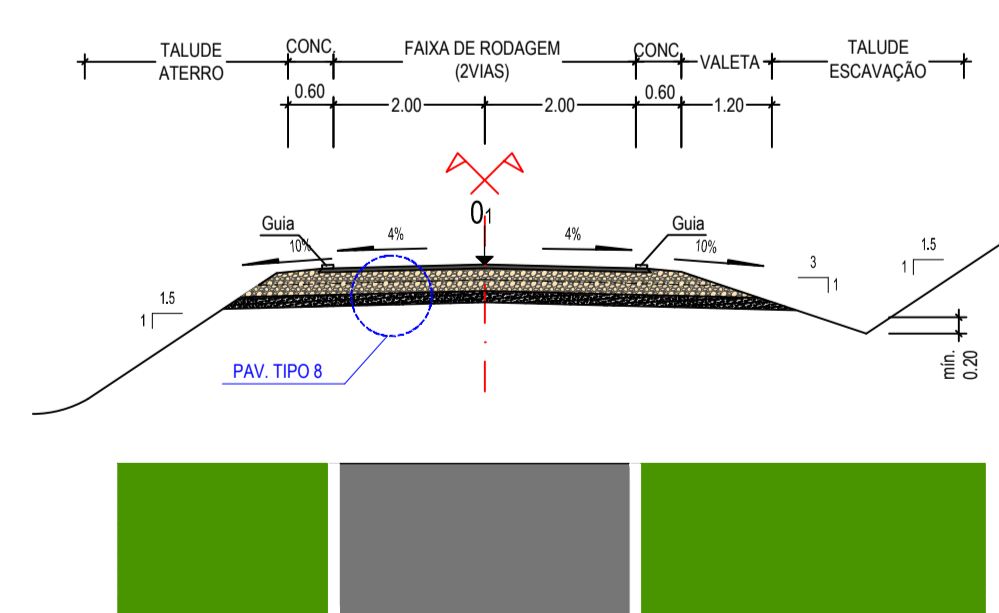 TALUDE
ATERRO
CONC.
FAIXA DE RODAGEM
(2VIAS)
CONC.
VALETA
TALUDE
ESCAVAÇÃO
0.60
2.00
2.00
0.60
1.20
01
Guia
10%
4%
4%
Guia
10%
1.5
1
3
1
1.5
1
mín.
0.20
PAV. TIPO 8